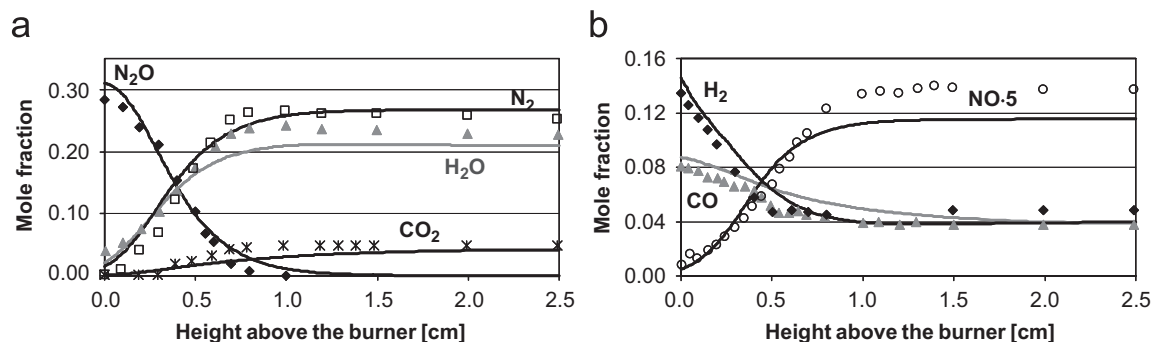 a
N₂O
N₂
H₂O
CO₂
Mole fraction
0.30
0.20
0.10
0.00
0.0 0.5 1.0 1.5 2.0 2.5
Height above the burner [cm]
b
H₂
NO·5
CO
Mole fraction
0.16
0.12
0.08
0.04
0.00
0.0 0.5 1.0 1.5 2.0 2.5
Height above the burner [cm]